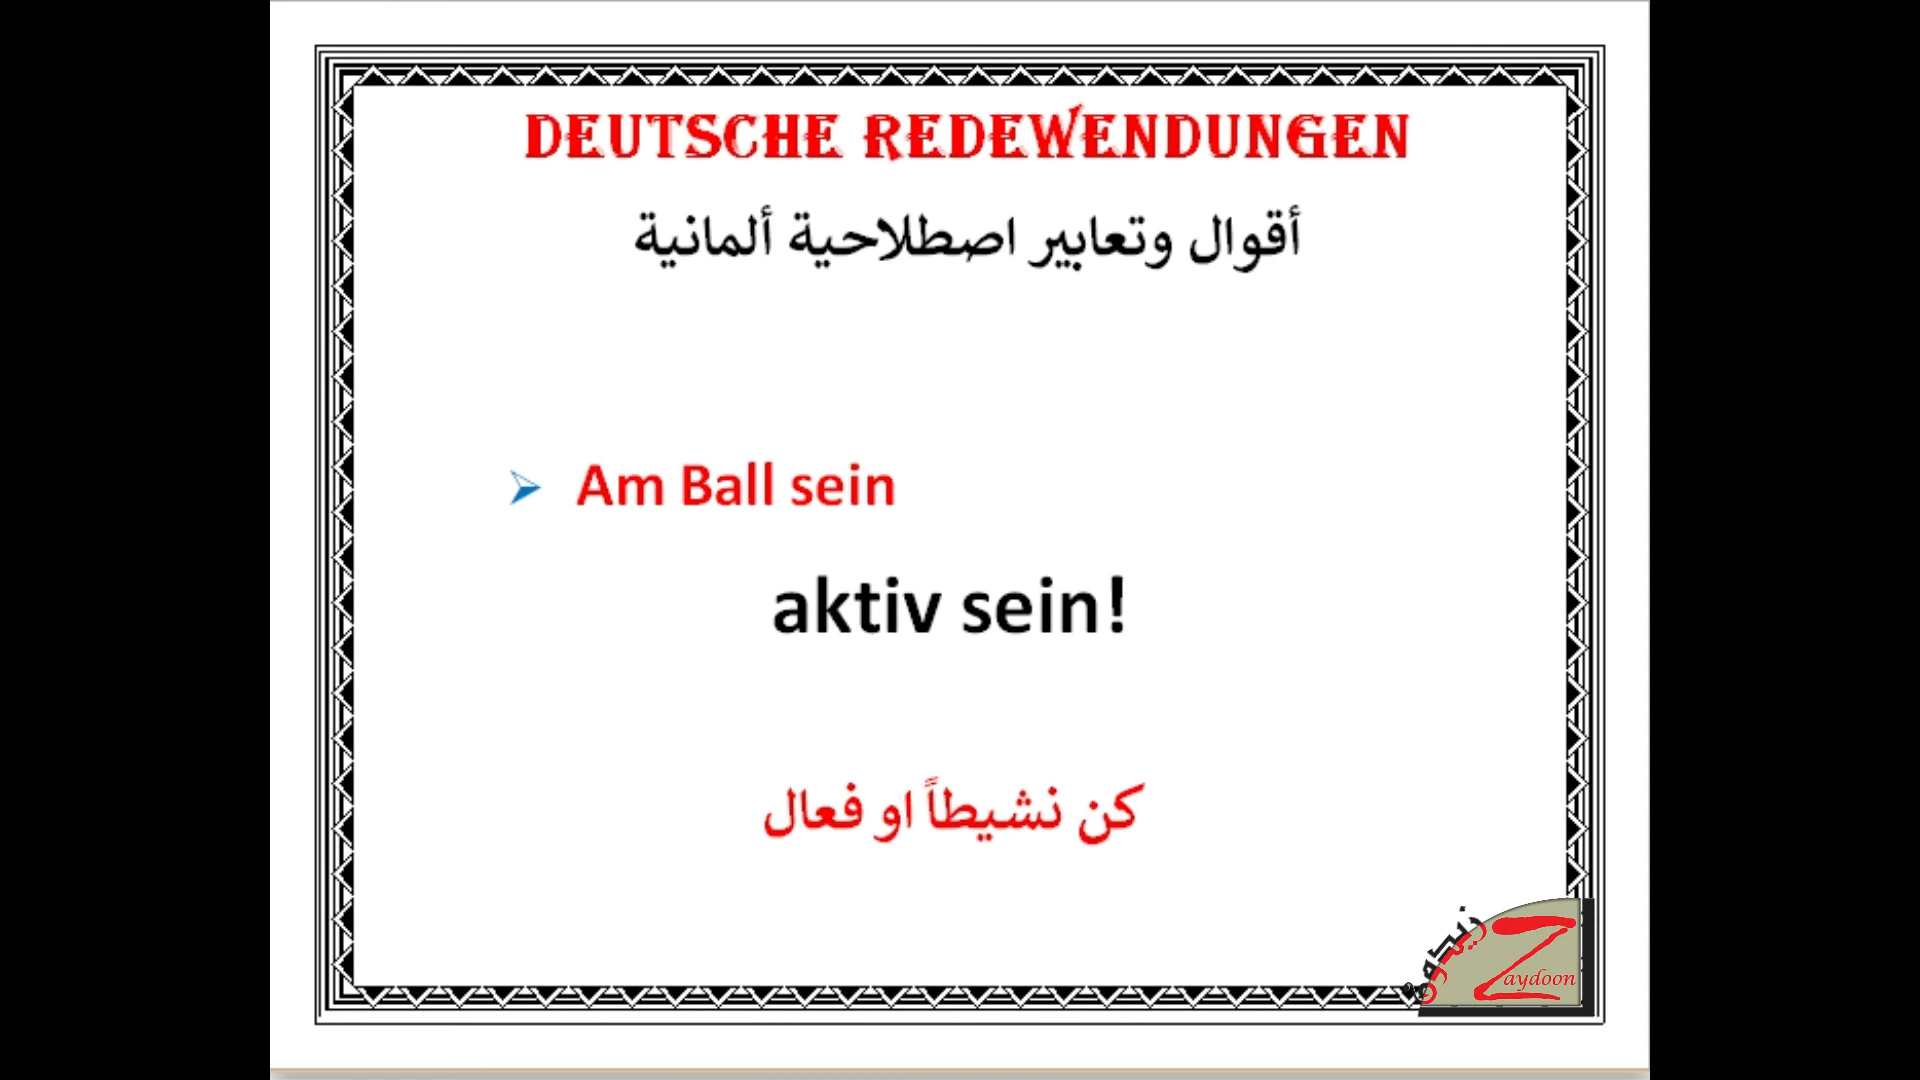 DEUTSCHE REDEWENDUNGEN
أقوال وتعابير اصطلاحية ألمانية
Am Ball sein
aktiv sein!
كن نشيطاً او فعال
Zaydoon